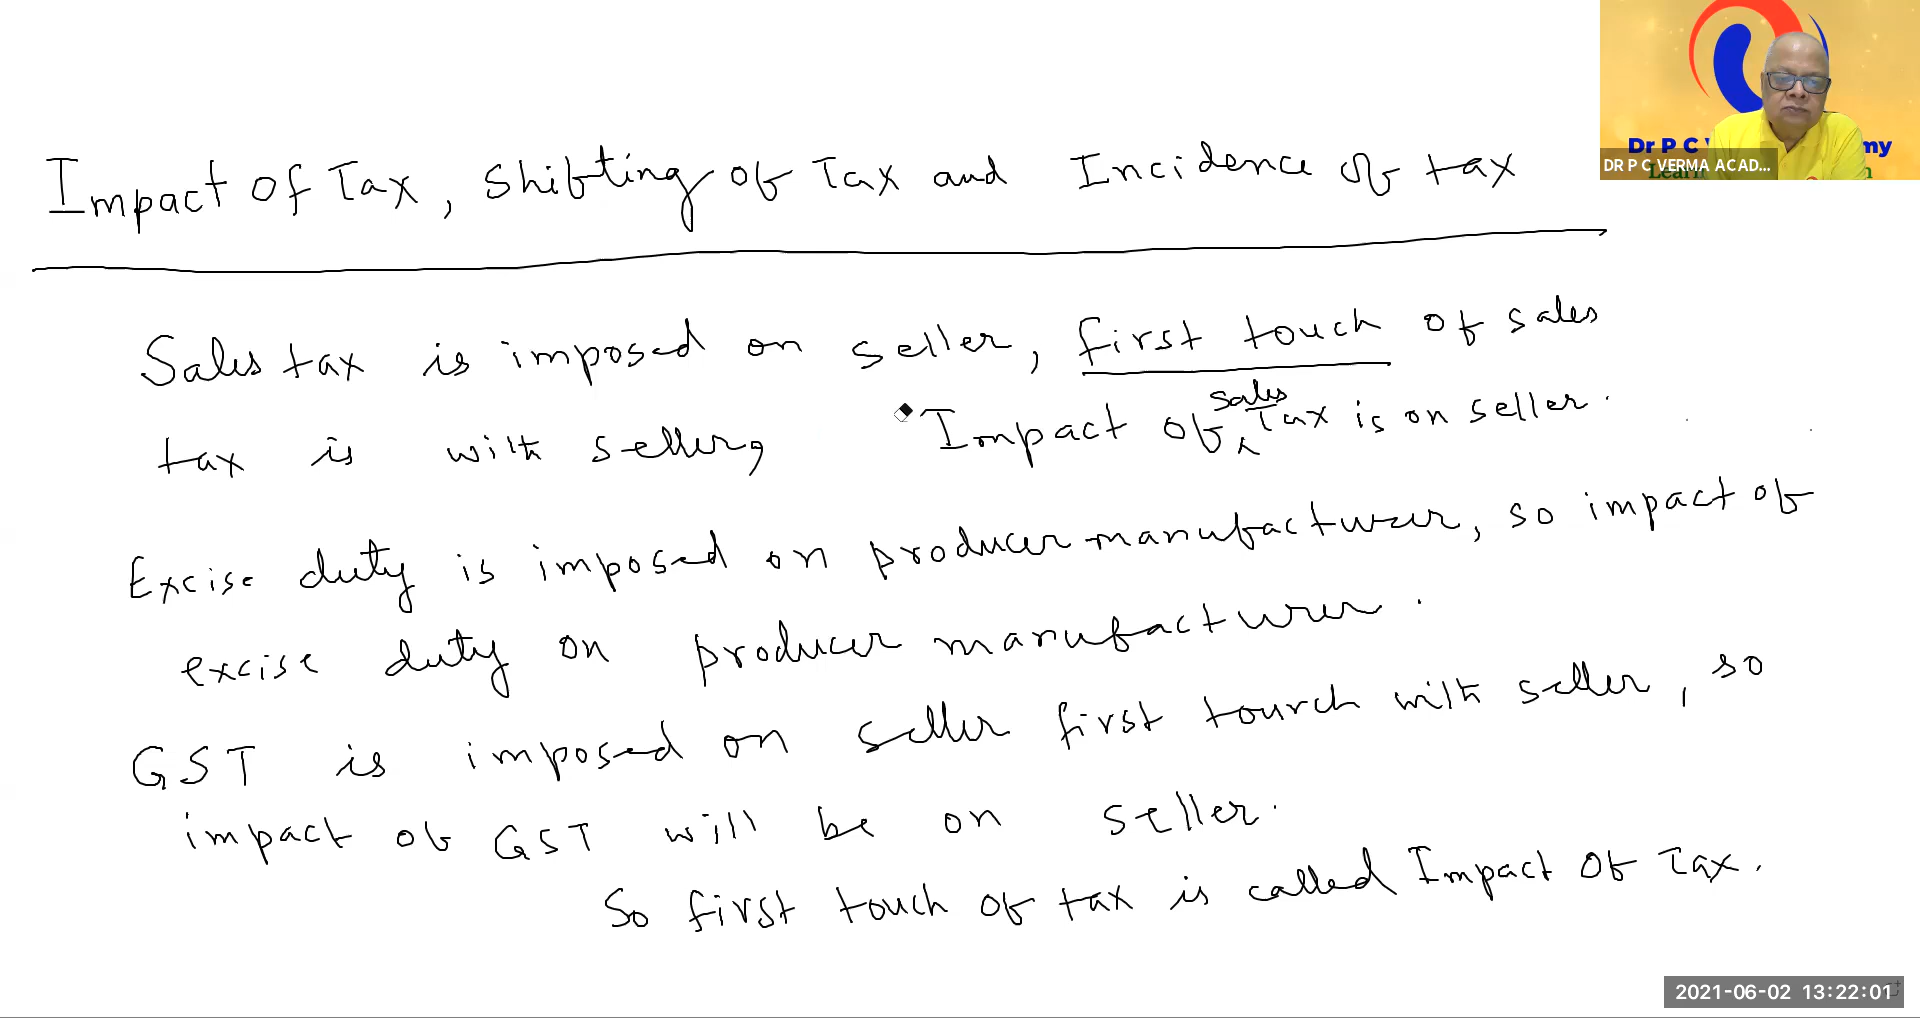 Impact of Tax, Shifting of Tax and Incidence of tax
Sales tax is imposed on seller, first touch of sales
tax is with seller, Impact of sales Tax is on seller.
Excise duty is imposed on producer manufacturer, so impact of
excise duty on producer manufacturer.
GST is imposed on seller first tourch with seller, so
impact of GST will be on seller.
So first touch of tax is called Impact of Tax.
Dr P C
my
DR P C VERMA ACAD...
2021-06-02 13:22:01